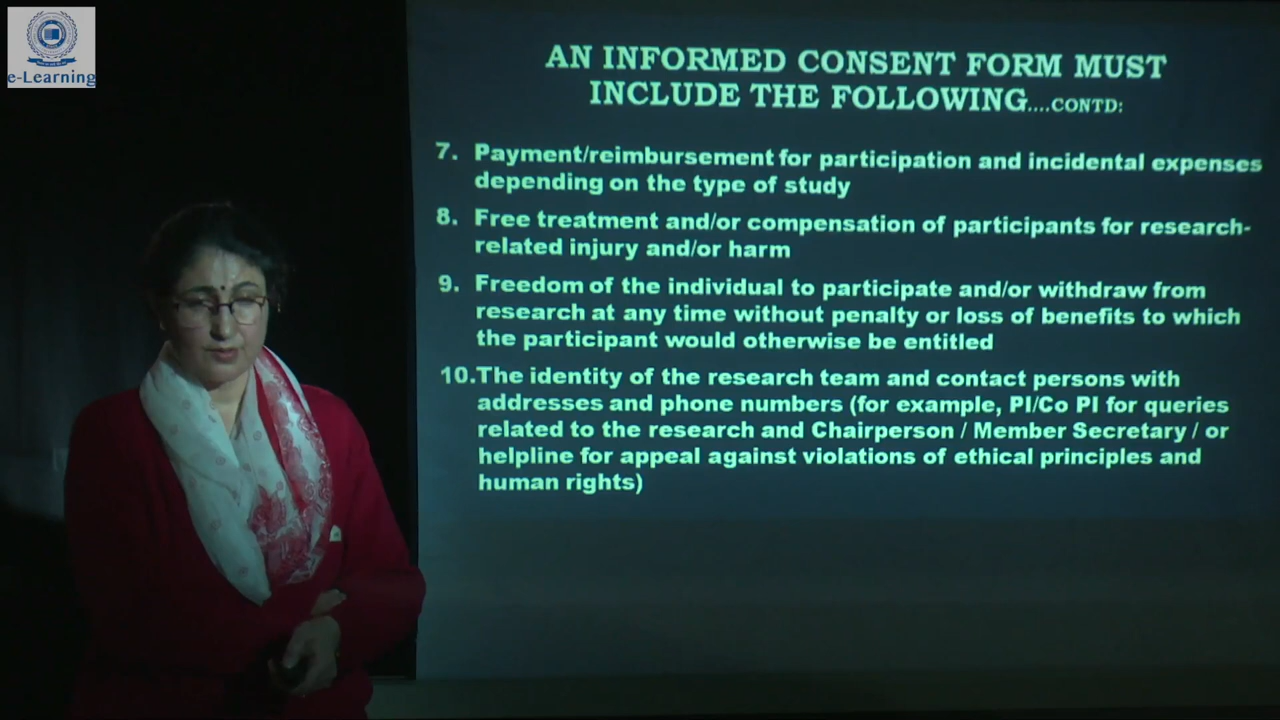 e-Learning
AN INFORMED CONSENT FORM MUST
INCLUDE THE FOLLOWING....CONTD:
7. Payment/reimbursement for participation and incidental expenses
depending on the type of study
8. Free treatment and/or compensation of participants for research-
related injury and/or harm
9. Freedom of the individual to participate and/or withdraw from
research at any time without penalty or loss of benefits to which
the participant would otherwise be entitled
10.The identity of the research team and contact persons with
addresses and phone numbers (for example, PI/Co PI for queries
related to the research and Chairperson / Member Secretary / or
helpline for appeal against violations of ethical principles and
human rights)